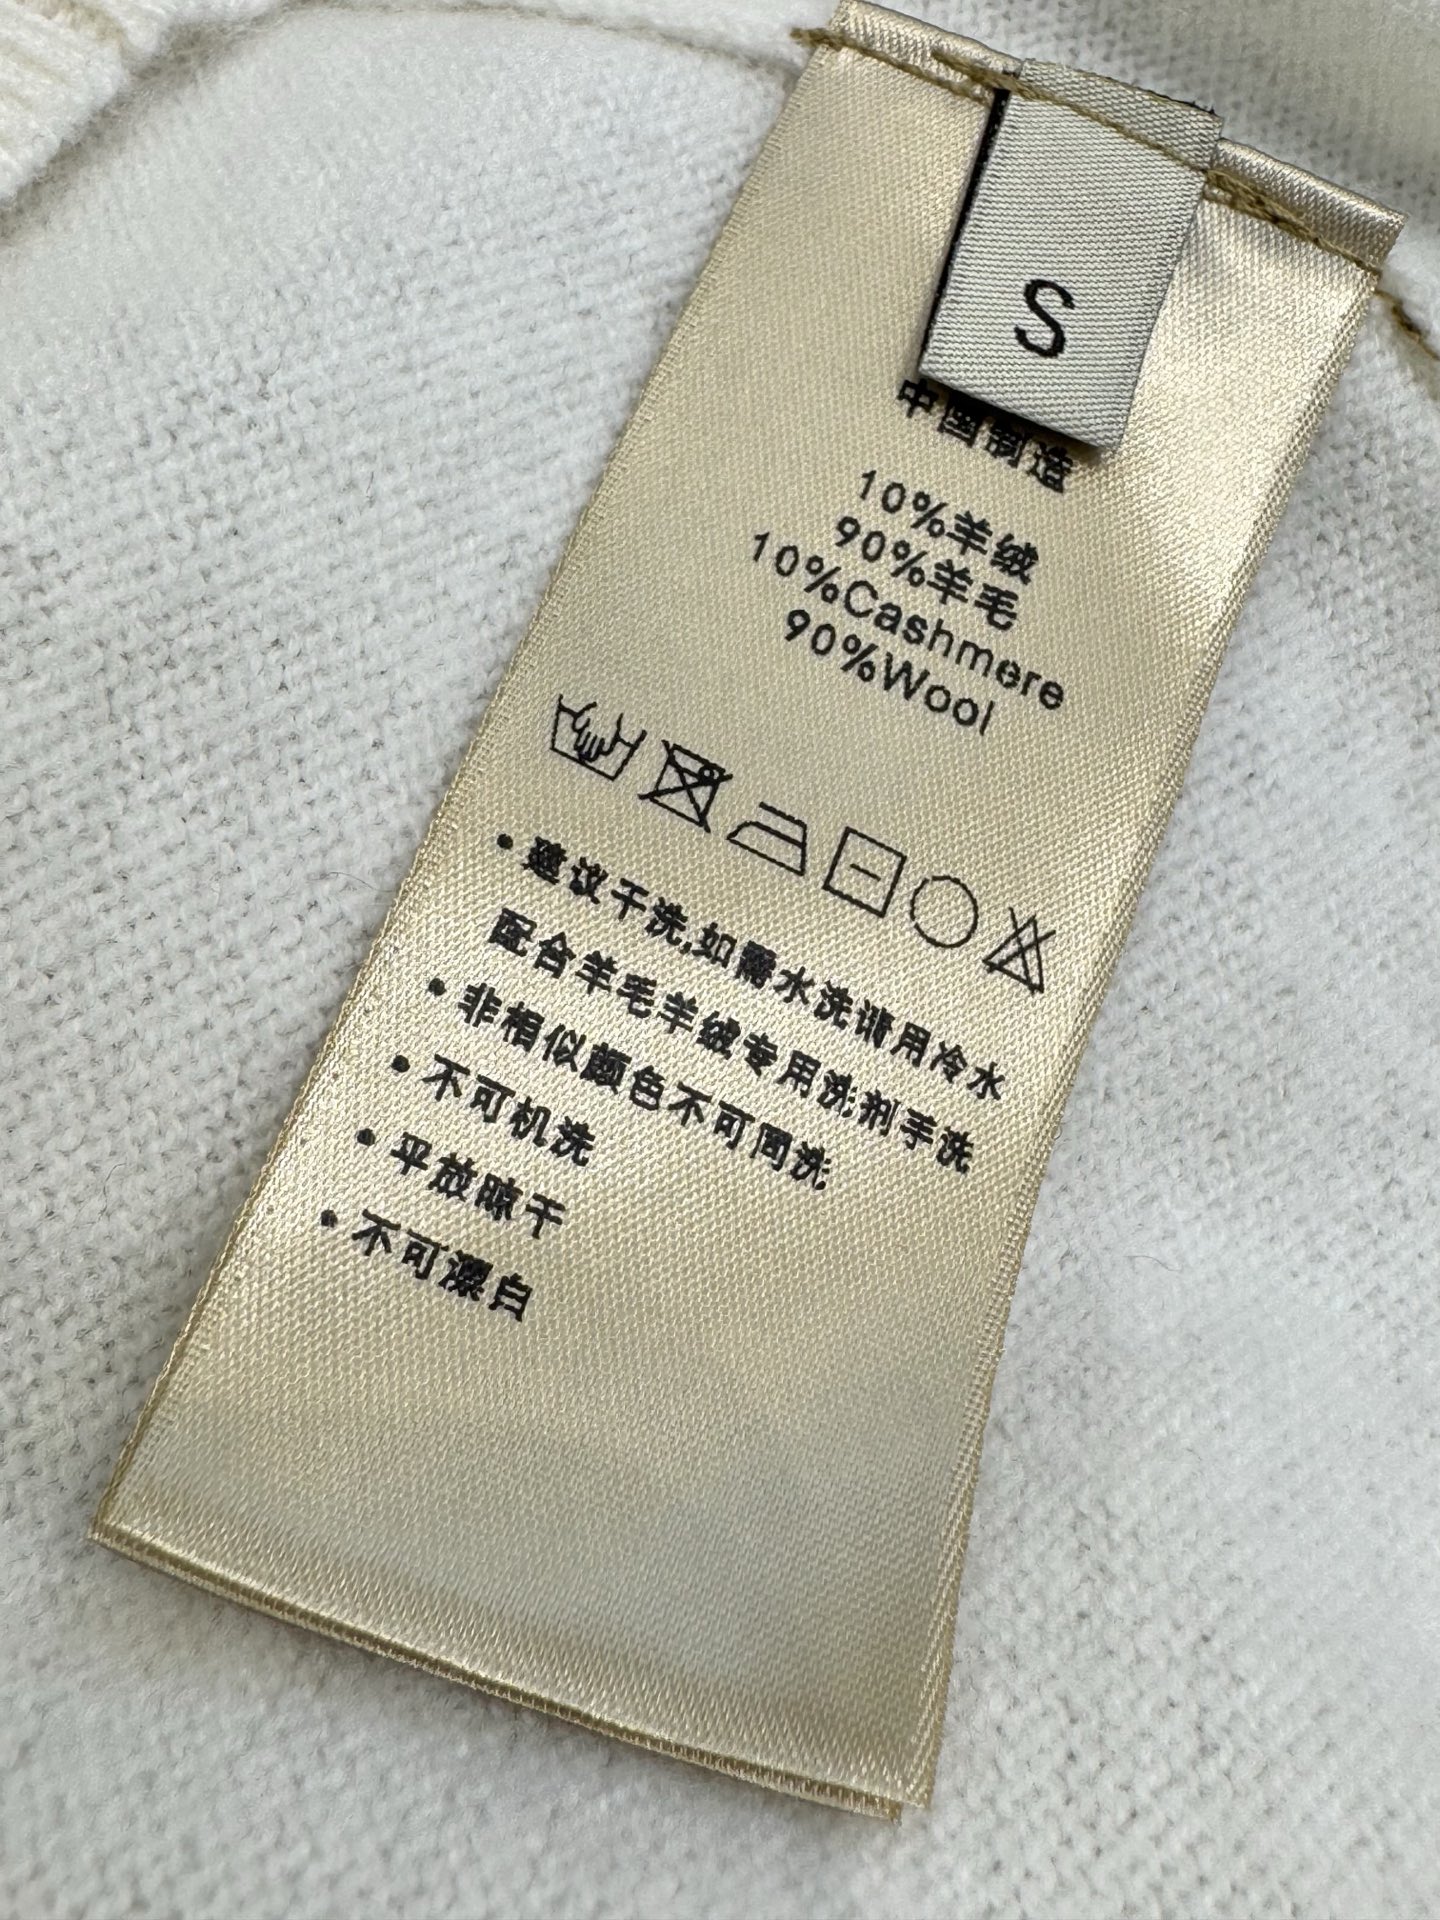 S
中国制造
10%羊绒
90%羊毛
10%Cashmere
90%Wool
• 建议干洗,如需水洗请用冷水
配合羊毛羊绒专用洗剂手洗
• 非相似颜色不可同洗
• 不可机洗
• 平放晾干
• 不可漂白